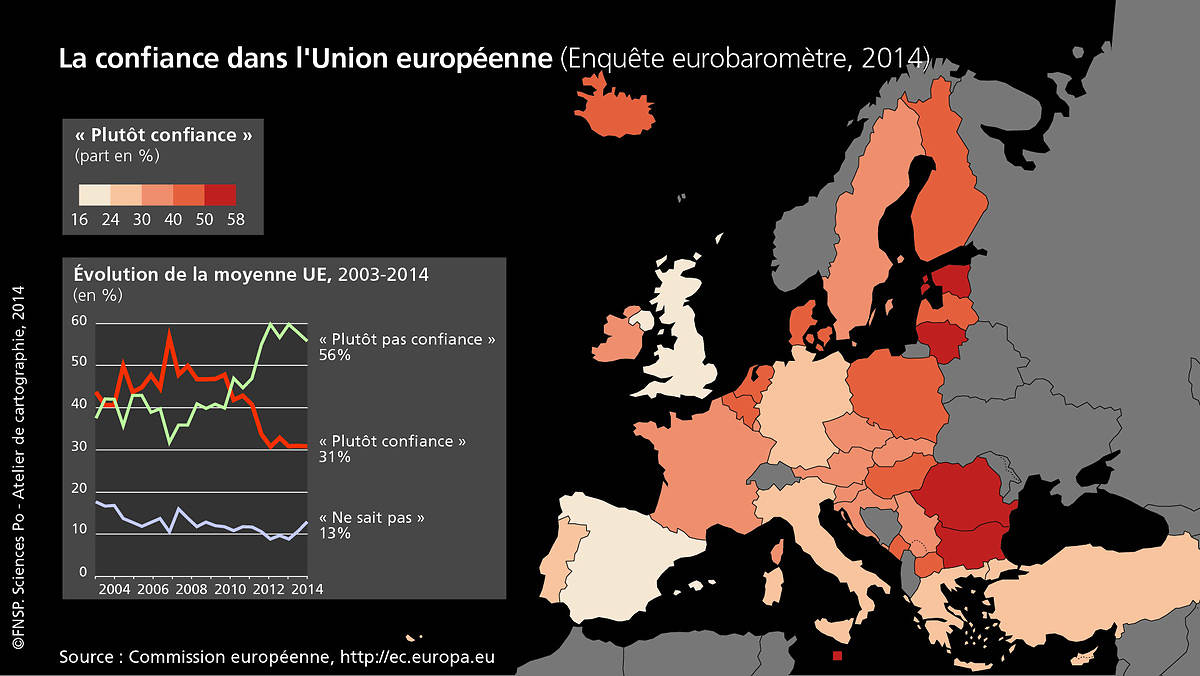 La confiance dans l'Union européenne (Enquête eurobaromètre, 2014)
« Plutôt confiance »
(part en %)
16 24 30 40 50 58
Évolution de la moyenne UE, 2003-2014
(en %)
60
50
40
30
20
10
0
2004 2006 2008 2010 2012 2014
« Plutôt pas confiance »
56%
« Plutôt confiance »
31%
« Ne sait pas »
13%
Source : Commission européenne, http://ec.europa.eu
©FNSP. Sciences Po - Atelier de cartographie, 2014